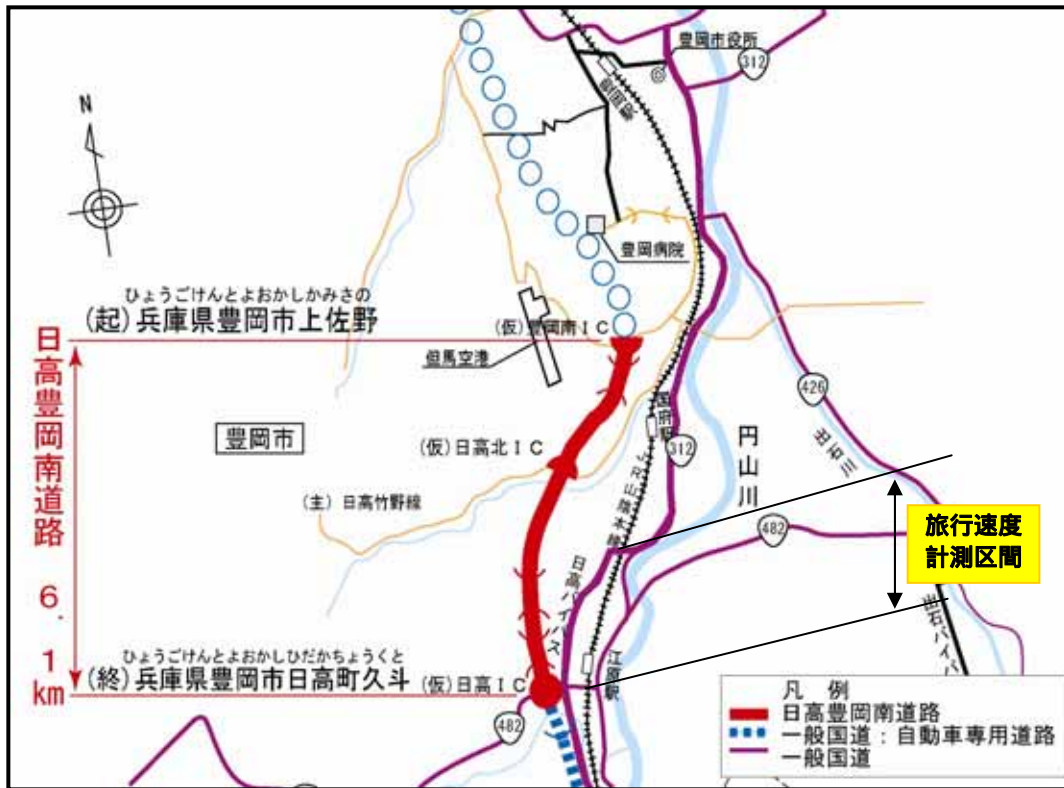 N
豊岡市役所
312
豊岡駅
豊岡病院
ひょうごけんとよおかしかみさの
(起)兵庫県豊岡市上佐野
(仮)豊岡南IC
但馬空港
日高豊岡南道路 6.1km
豊岡市
(仮)日高北IC
(主)日高竹野線
国府駅
312
円山川
426
出石川
482
旅行速度
計測区間
JR山陰本線
日高バイパス
江原駅
出石バイパ
ひょうごけんとよおかしひだかちょうくと
(終)兵庫県豊岡市日高町久斗
(仮)日高IC
482
凡 例
日高豊岡南道路
一般国道:自動車専用道路
一般国道